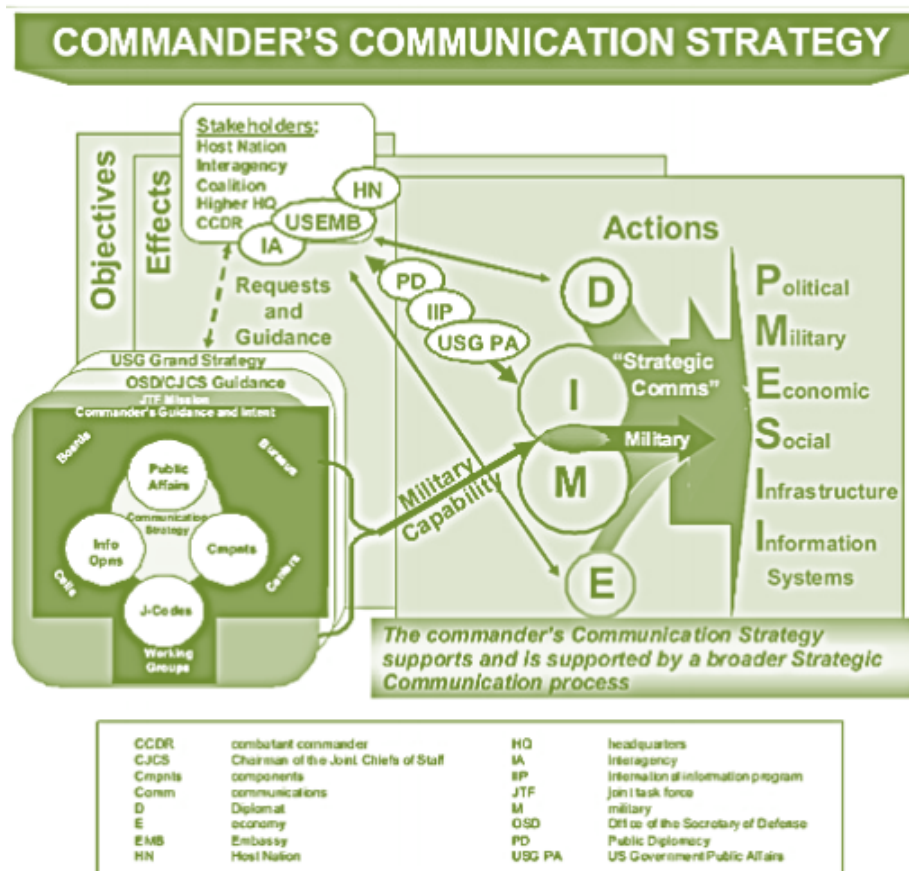 COMMANDER'S COMMUNICATION STRATEGY
Objectives
Effects
Stakeholders:
Host Nation
Interagency
Coalition
Higher HQ
CCDR
IA
USEMB
HN
Requests
and
Guidance
PD
IIP
USG PA
Actions
D
I
M
E
"Strategic
Comms"
Military
Political
Military
Economic
Social
Infrastructure
Information
Systems
USG Grand Strategy
OSD/CJCS Guidance
JTF Mission
Commander's Guidance and Intent
Boards
Bureaus
Public
Affairs
Communication
Strategy
Info
Opns
Cmpnts
Cells
Centers
J-Codes
Working
Groups
Military
Capability
The commander's Communication Strategy
supports and is supported by a broader Strategic
Communication process
CCDR combatant commander
CJCS Chairman of the Joint Chiefs of Staff
Cmpnts components
Comm communications
D Diplomat
E economy
EMB Embassy
HN Host Nation
HQ headquarters
IA Interagency
IIP International information program
JTF joint task force
M military
OSD Office of the Secretary of Defense
PD Public Diplomacy
USG PA US Government Public Affairs